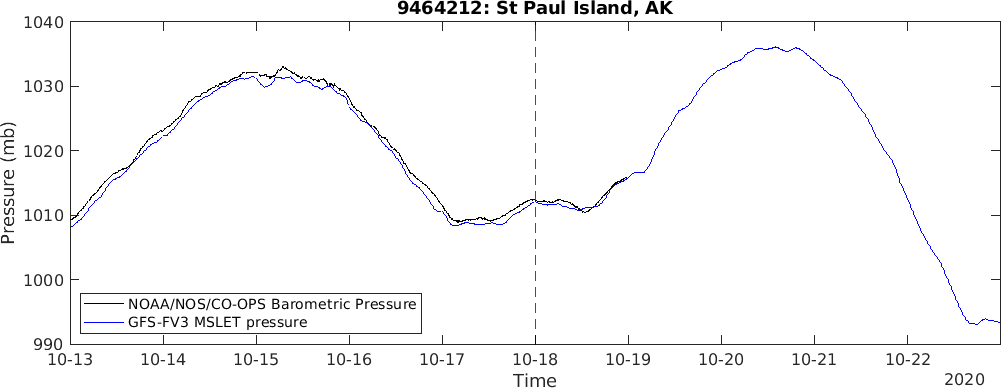 9464212: St Paul Island, AK
Pressure (mb)
1040
1030
1020
1010
1000
990
NOAA/NOS/CO-OPS Barometric Pressure
GFS-FV3 MSLET pressure
10-13 10-14 10-15 10-16 10-17 10-18 10-19 10-20 10-21 10-22
Time
2020